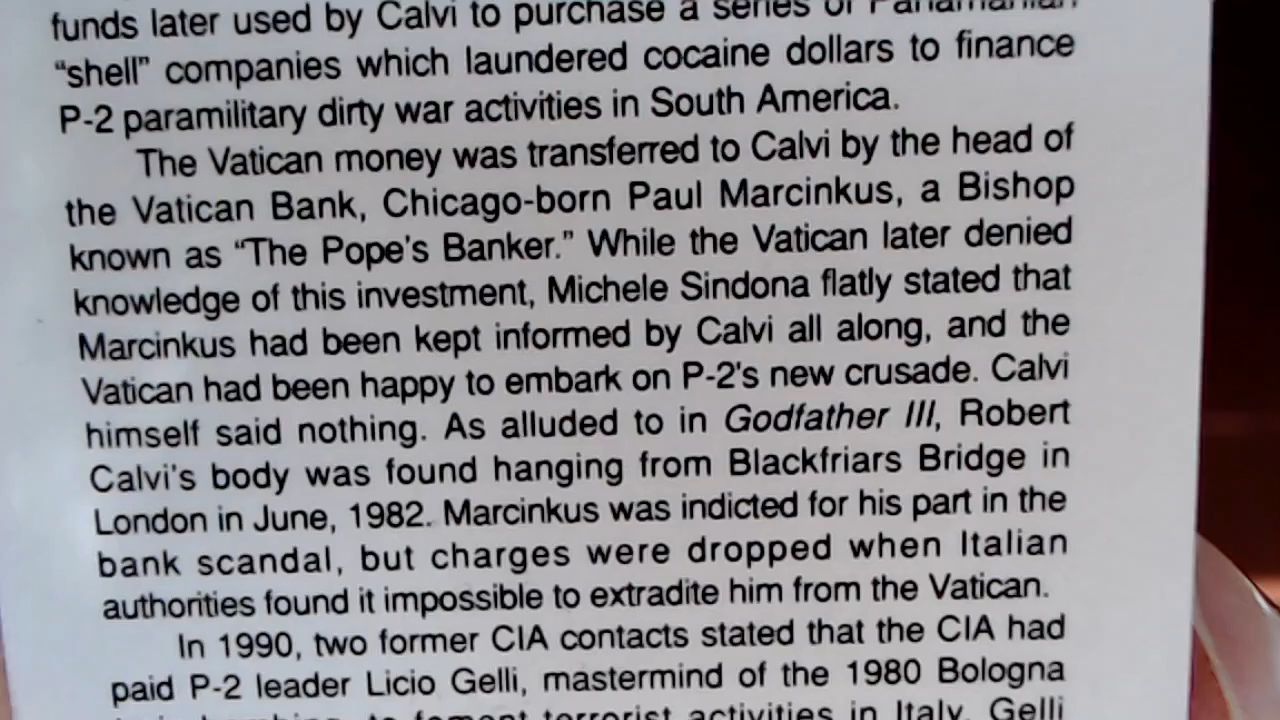 funds later used by Calvi to purchase a series of Panamanian
“shell” companies which laundered cocaine dollars to finance
P-2 paramilitary dirty war activities in South America.
The Vatican money was transferred to Calvi by the head of
the Vatican Bank, Chicago-born Paul Marcinkus, a Bishop
known as “The Pope's Banker.” While the Vatican later denied
knowledge of this investment, Michele Sindona flatly stated that
Marcinkus had been kept informed by Calvi all along, and the
Vatican had been happy to embark on P-2's new crusade. Calvi
himself said nothing. As alluded to in Godfather III, Robert
Calvi's body was found hanging from Blackfriars Bridge in
London in June, 1982. Marcinkus was indicted for his part in the
bank scandal, but charges were dropped when Italian
authorities found it impossible to extradite him from the Vatican.
In 1990, two former CIA contacts stated that the CIA had
paid P-2 leader Licio Gelli, mastermind of the 1980 Bologna
to foment terrorist activities in Italy. Gelli